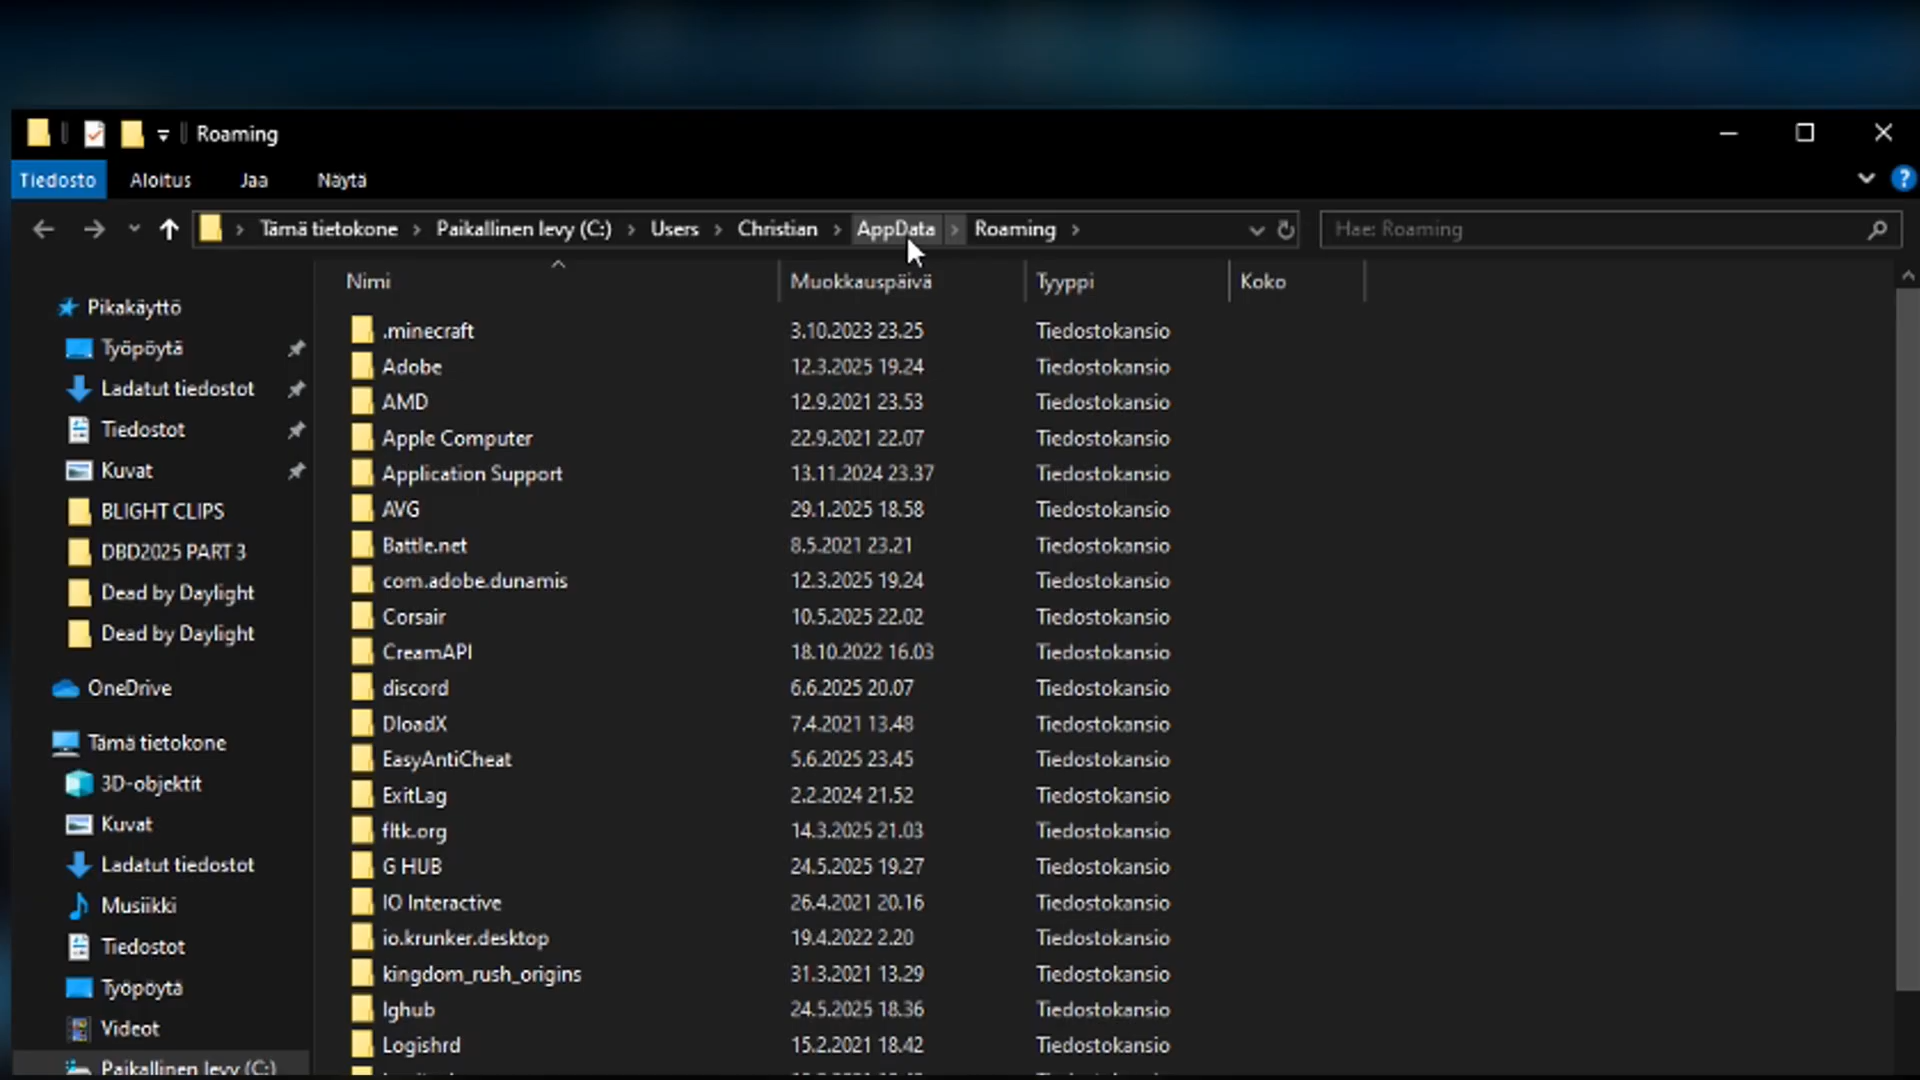 Roaming
Tiedosto Aloitus Jaa Näytä
Tämä tietokone Paikallinen levy (C:) Users Christian AppData Roaming Hae: Roaming
Nimi Muokkauspäivä Tyyppi Koko
Pikakäyttö
Työpöytä
Ladatut tiedostot
Tiedostot
Kuvat
BLIGHT CLIPS
DBD2025 PART 3
Dead by Daylight
Dead by Daylight
OneDrive
Tämä tietokone
3D-objektit
Kuvat
Ladatut tiedostot
Musiikki
Tiedostot
Työpöytä
Videot
Paikallinen levy (C:)
.minecraft 3.10.2023 23.25 Tiedostokansio
Adobe 12.3.2025 19.24 Tiedostokansio
AMD 12.9.2021 23.53 Tiedostokansio
Apple Computer 22.9.2021 22.07 Tiedostokansio
Application Support 13.11.2024 23.37 Tiedostokansio
AVG 29.1.2025 18.58 Tiedostokansio
Battle.net 8.5.2021 23.21 Tiedostokansio
com.adobe.dunamis 12.3.2025 19.24 Tiedostokansio
Corsair 10.5.2025 22.02 Tiedostokansio
CreamAPI 18.10.2022 16.03 Tiedostokansio
discord 6.6.2025 20.07 Tiedostokansio
DloadX 7.4.2021 13.48 Tiedostokansio
EasyAntiCheat 5.6.2025 23.45 Tiedostokansio
ExitLag 2.2.2024 21.52 Tiedostokansio
fltk.org 14.3.2025 21.03 Tiedostokansio
G HUB 24.5.2025 19.27 Tiedostokansio
IO Interactive 26.4.2021 20.16 Tiedostokansio
io.krunker.desktop 19.4.2022 2.20 Tiedostokansio
kingdom_rush_origins 31.3.2021 13.29 Tiedostokansio
lghub 24.5.2025 18.36 Tiedostokansio
Logishrd 15.2.2021 18.42 Tiedostokansio